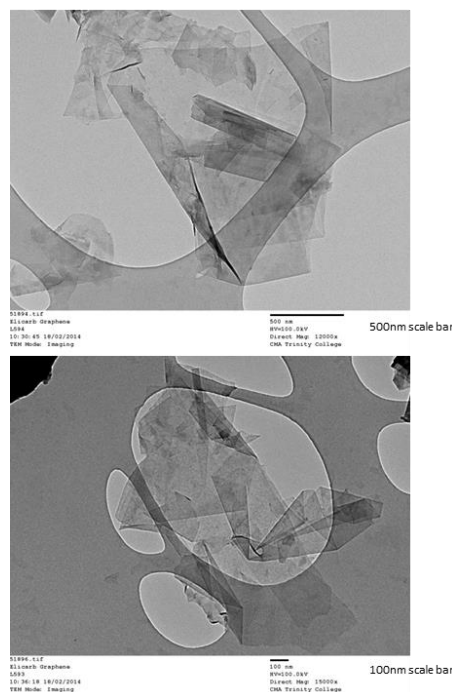 51894.tif
Elicarb Graphene
L594
10:30:45 18/02/2014
TEM Mode: Imaging
500 nm
HV=100.0kV
Direct Mag: 12000x
CMA Trinity College
500nm scale bar
51896.tif
Elicarb Graphene
L593
10:36:18 18/02/2014
TEM Mode: Imaging
100 nm
HV=100.0kV
Direct Mag: 15000x
CMA Trinity College
100nm scale bar